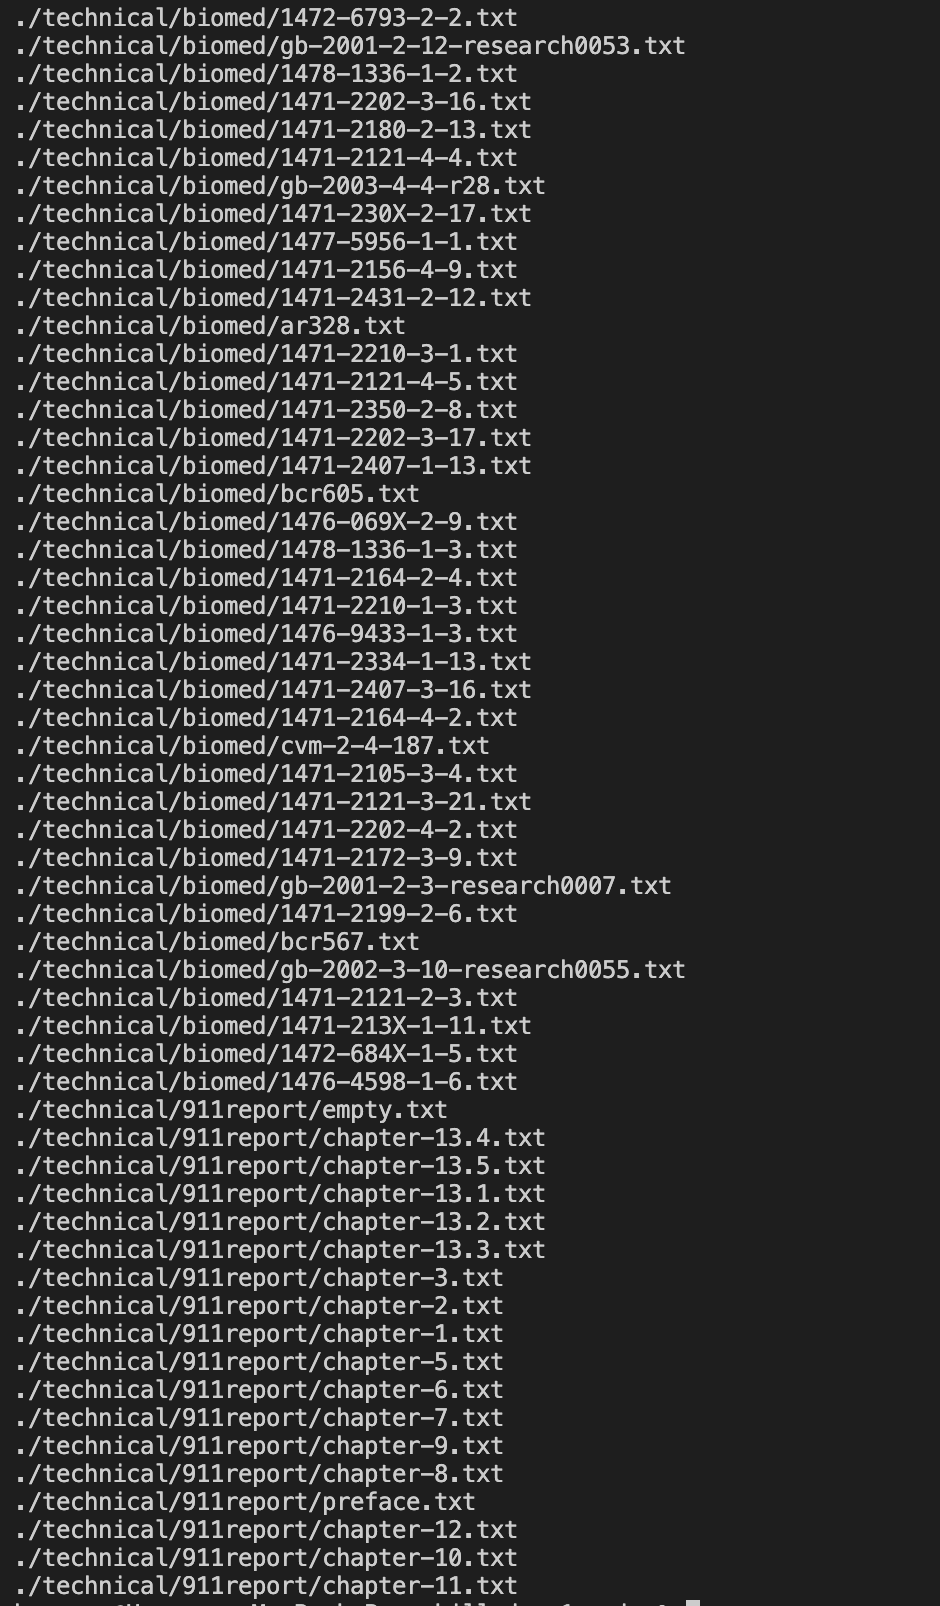 ./technical/biomed/1472-6793-2-2.txt
./technical/biomed/gb-2001-2-12-research0053.txt
./technical/biomed/1478-1336-1-2.txt
./technical/biomed/1471-2202-3-16.txt
./technical/biomed/1471-2180-2-13.txt
./technical/biomed/1471-2121-4-4.txt
./technical/biomed/gb-2003-4-4-r28.txt
./technical/biomed/1471-230X-2-17.txt
./technical/biomed/1477-5956-1-1.txt
./technical/biomed/1471-2156-4-9.txt
./technical/biomed/1471-2431-2-12.txt
./technical/biomed/ar328.txt
./technical/biomed/1471-2210-3-1.txt
./technical/biomed/1471-2121-4-5.txt
./technical/biomed/1471-2350-2-8.txt
./technical/biomed/1471-2202-3-17.txt
./technical/biomed/1471-2407-1-13.txt
./technical/biomed/bcr605.txt
./technical/biomed/1476-069X-2-9.txt
./technical/biomed/1478-1336-1-3.txt
./technical/biomed/1471-2164-2-4.txt
./technical/biomed/1471-2210-1-3.txt
./technical/biomed/1476-9433-1-3.txt
./technical/biomed/1471-2334-1-13.txt
./technical/biomed/1471-2407-3-16.txt
./technical/biomed/1471-2164-4-2.txt
./technical/biomed/cvm-2-4-187.txt
./technical/biomed/1471-2105-3-4.txt
./technical/biomed/1471-2121-3-21.txt
./technical/biomed/1471-2202-4-2.txt
./technical/biomed/1471-2172-3-9.txt
./technical/biomed/gb-2001-2-3-research0007.txt
./technical/biomed/1471-2199-2-6.txt
./technical/biomed/bcr567.txt
./technical/biomed/gb-2002-3-10-research0055.txt
./technical/biomed/1471-2121-2-3.txt
./technical/biomed/1471-213X-1-11.txt
./technical/biomed/1472-684X-1-5.txt
./technical/biomed/1476-4598-1-6.txt
./technical/911report/empty.txt
./technical/911report/chapter-13.4.txt
./technical/911report/chapter-13.5.txt
./technical/911report/chapter-13.1.txt
./technical/911report/chapter-13.2.txt
./technical/911report/chapter-13.3.txt
./technical/911report/chapter-3.txt
./technical/911report/chapter-2.txt
./technical/911report/chapter-1.txt
./technical/911report/chapter-5.txt
./technical/911report/chapter-6.txt
./technical/911report/chapter-7.txt
./technical/911report/chapter-9.txt
./technical/911report/chapter-8.txt
./technical/911report/preface.txt
./technical/911report/chapter-12.txt
./technical/911report/chapter-10.txt
./technical/911report/chapter-11.txt